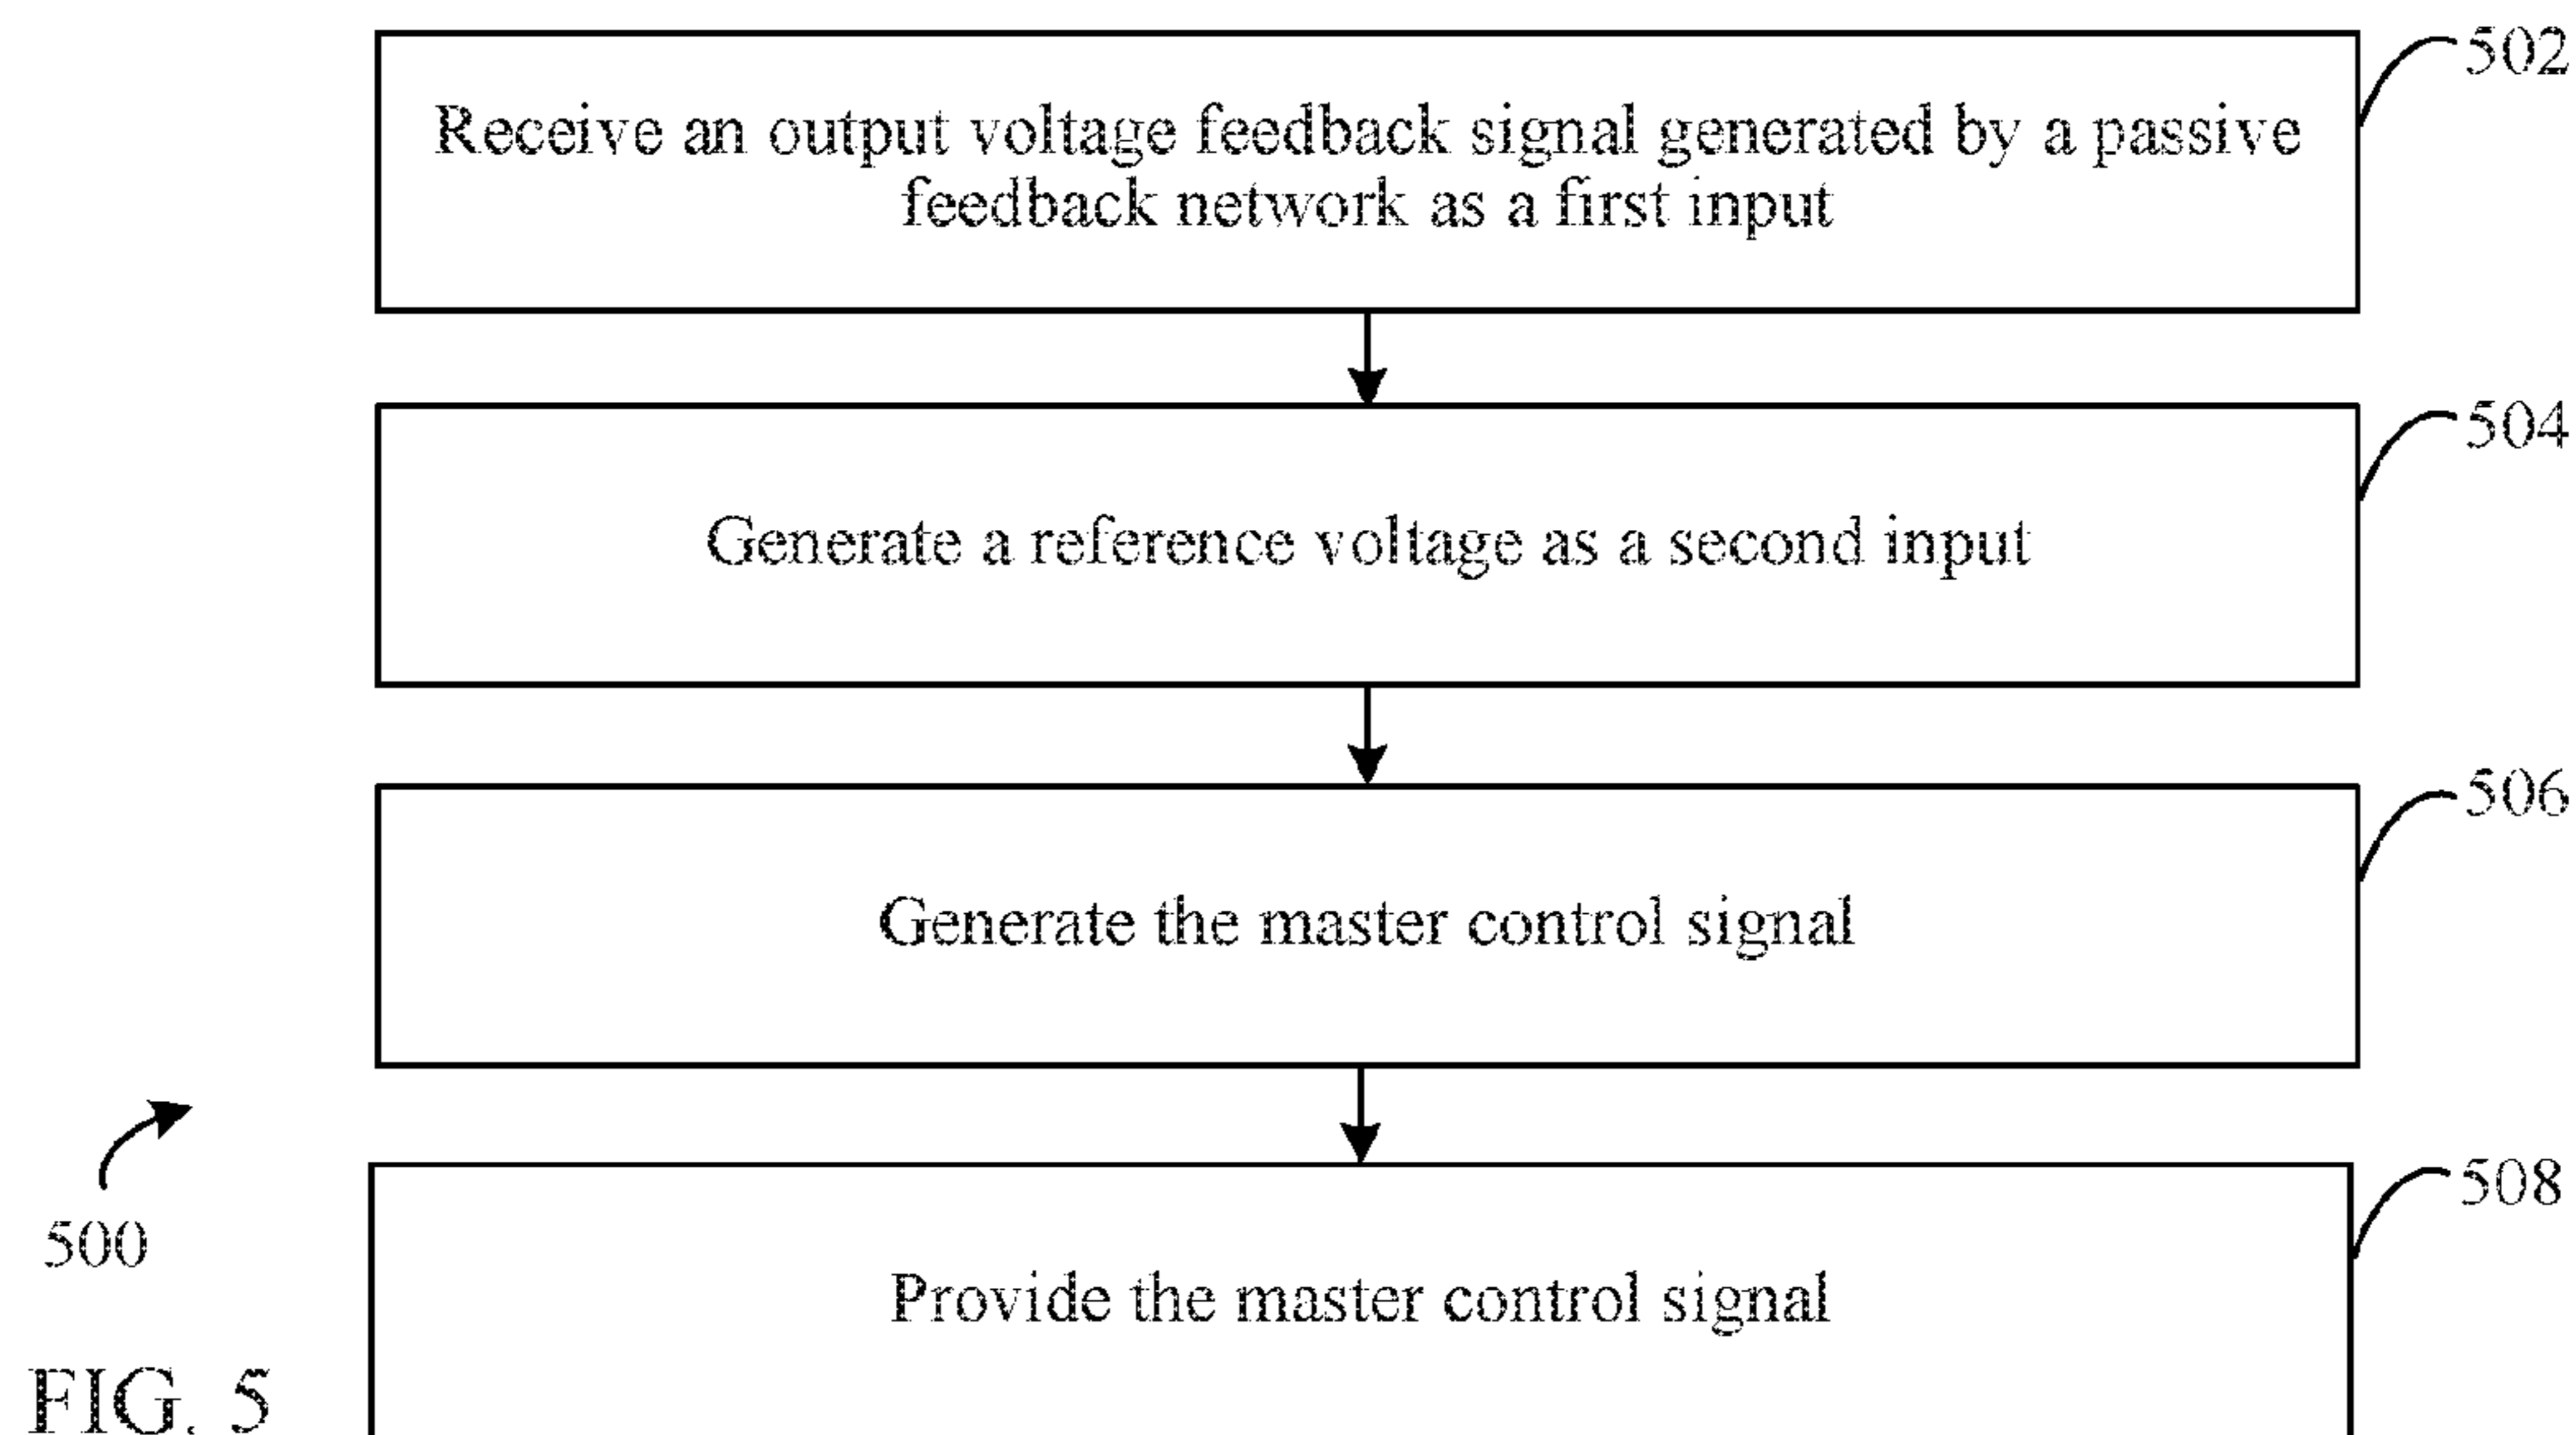 502
Receive an output voltage feedback signal generated by a passive
feedback network as a first input
504
Generate a reference voltage as a second input
506
Generate the master control signal
508
Provide the master control signal
500
FIG. 5